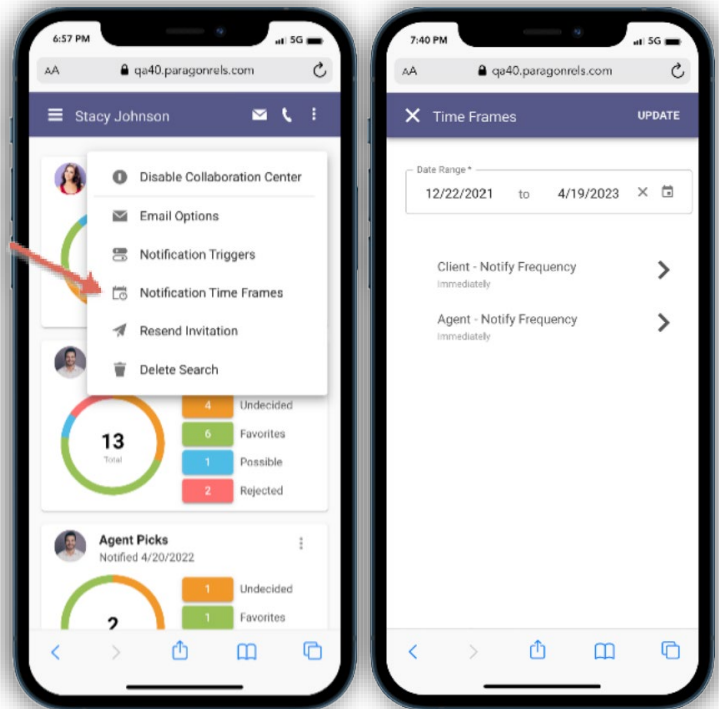 6:57 PM
5G
AA
qa40.paragonrels.com
Stacy Johnson
Disable Collaboration Center
Email Options
Notification Triggers
Notification Time Frames
Resend Invitation
Delete Search
13
Total
4 Undecided
6 Favorites
1 Possible
2 Rejected
Agent Picks
Notified 4/20/2022
2
1 Undecided
1 Favorites
7:40 PM
5G
AA
qa40.paragonrels.com
Time Frames
UPDATE
Date Range *
12/22/2021 to 4/19/2023
Client - Notify Frequency
Immediately
Agent - Notify Frequency
Immediately